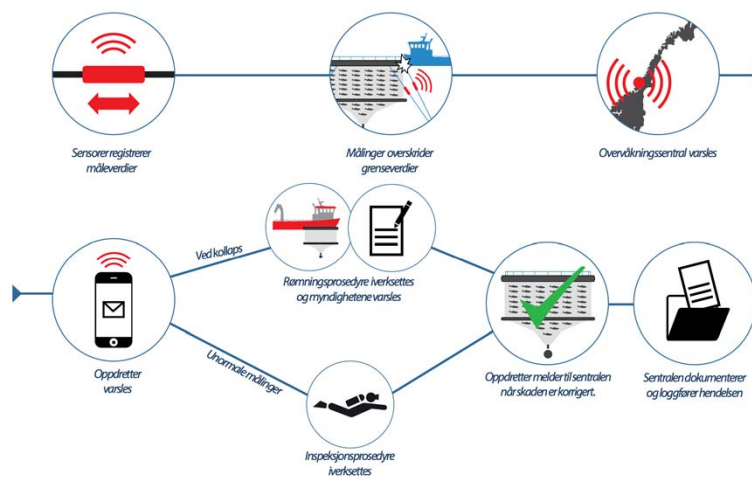 Sensorer registrerer
måleverdier
Målinger overskrider
grenseverdier
Overvåkningssentral varsles
Ved kollaps
Rømningsprosedyre iverksettes
og myndighetene varsles
Oppdretter
varsles
Unormale målinger
Inspeksjonsprosedyre
iverksettes
Oppdretter melder til sentralen
når skaden er korrigert.
Sentralen dokumenterer
og loggfører hendelsen